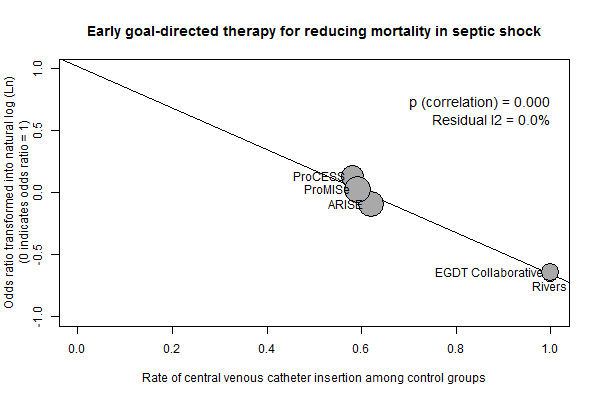 Early goal-directed therapy for reducing mortality in septic shock
p (correlation) = 0.000
Residual I2 = 0.0%
Odds ratio transformed into natural log (Ln)
(0 indicates odds ratio = 1)
1.0
0.5
0.0
-0.5
-1.0
ProCESS
ProMISe
ARISE
EGDT Collaborative
Rivers
0.0 0.2 0.4 0.6 0.8 1.0
Rate of central venous catheter insertion among control groups